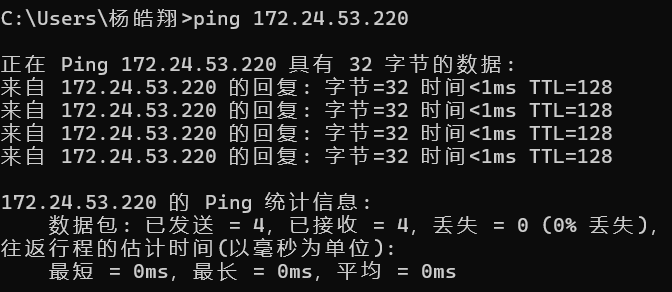 C:\Users\杨皓翔>ping 172.24.53.220
正在 Ping 172.24.53.220 具有 32 字节的数据:
来自 172.24.53.220 的回复: 字节=32 时间<1ms TTL=128
来自 172.24.53.220 的回复: 字节=32 时间<1ms TTL=128
来自 172.24.53.220 的回复: 字节=32 时间<1ms TTL=128
来自 172.24.53.220 的回复: 字节=32 时间<1ms TTL=128
172.24.53.220 的 Ping 统计信息:
数据包: 已发送 = 4, 已接收 = 4, 丢失 = 0 (0% 丢失),
往返行程的估计时间(以毫秒为单位):
最短 = 0ms, 最长 = 0ms, 平均 = 0ms